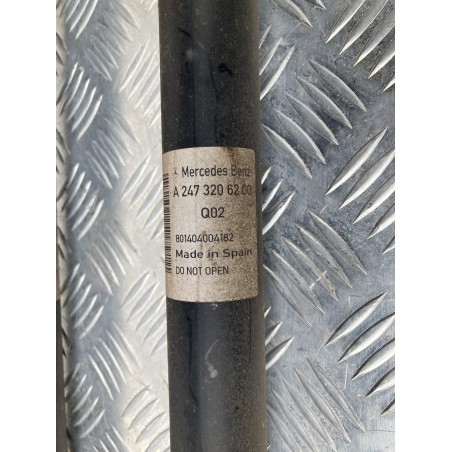 Mercedes Benz
A 247 320 62 00
Q02
801404004182
Made in Spain
DO NOT OPEN